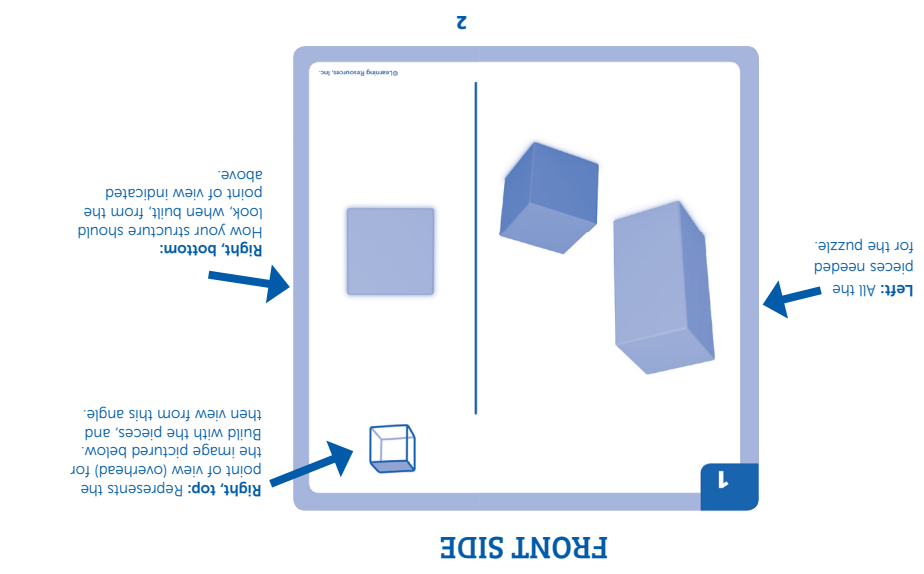 FRONT SIDE
1
Left: All the
pieces needed
for the puzzle.
Right, top: Represents the
point of view (overhead) for
the image pictured below.
Build with the pieces, and
then view from this angle.
Right, bottom:
How your structure should
look, when built, from the
point of view indicated
above.
©Learning Resources, Inc.
2